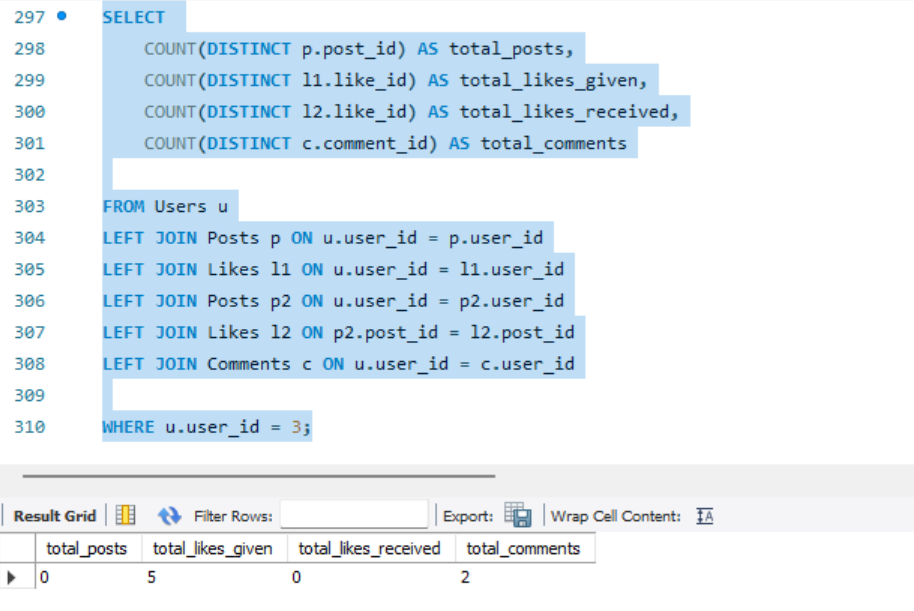 297 SELECT
298 COUNT(DISTINCT p.post_id) AS total_posts,
299 COUNT(DISTINCT l1.like_id) AS total_likes_given,
300 COUNT(DISTINCT l2.like_id) AS total_likes_received,
301 COUNT(DISTINCT c.comment_id) AS total_comments
302
303 FROM Users u
304 LEFT JOIN Posts p ON u.user_id = p.user_id
305 LEFT JOIN Likes l1 ON u.user_id = l1.user_id
306 LEFT JOIN Posts p2 ON u.user_id = p2.user_id
307 LEFT JOIN Likes l2 ON p2.post_id = l2.post_id
308 LEFT JOIN Comments c ON u.user_id = c.user_id
309
310 WHERE u.user_id = 3;
Result Grid Filter Rows: Export: Wrap Cell Content:
total_posts total_likes_given total_likes_received total_comments
0 5 0 2